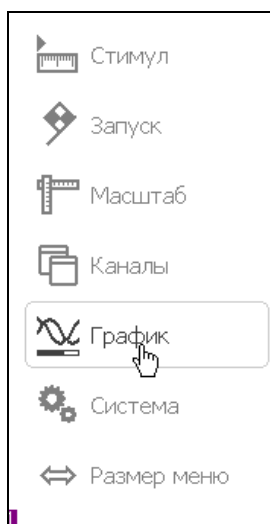 Стимул
Запуск
Масштаб
Каналы
График
Система
Размер меню